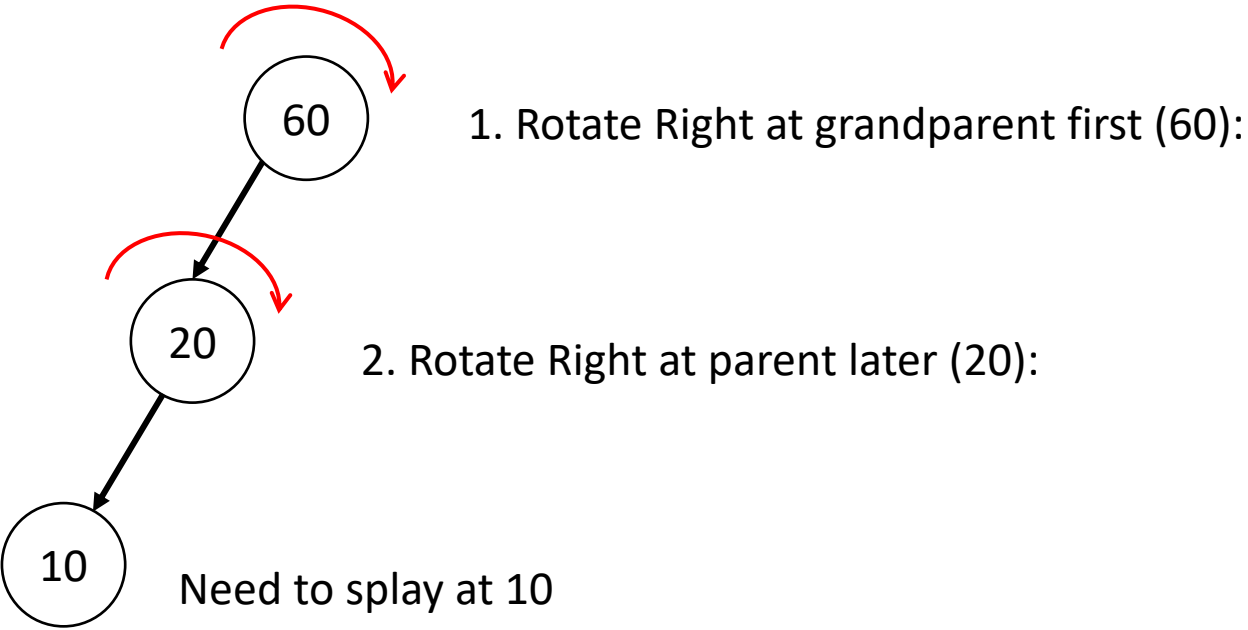 60
1. Rotate Right at grandparent first (60):
20
2. Rotate Right at parent later (20):
10
Need to splay at 10